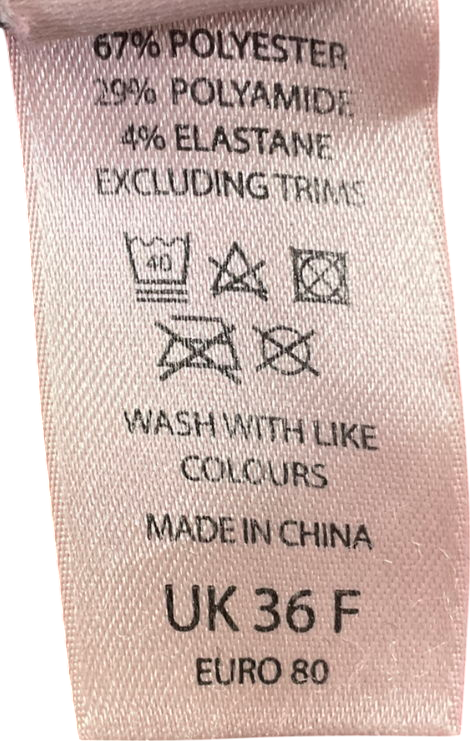 67% POLYESTER
29% POLYAMIDE
4% ELASTANE
EXCLUDING TRIMS
40
WASH WITH LIKE
COLOURS
MADE IN CHINA
UK 36 F
EURO 80